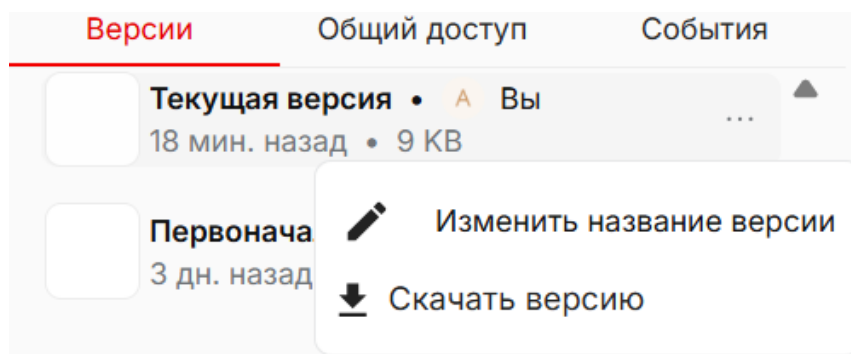 Версии Общий доступ События
Текущая версия • А Вы
18 мин. назад • 9 KB
...
Изменить название версии
Первонача
3 дн. назад
Скачать версию